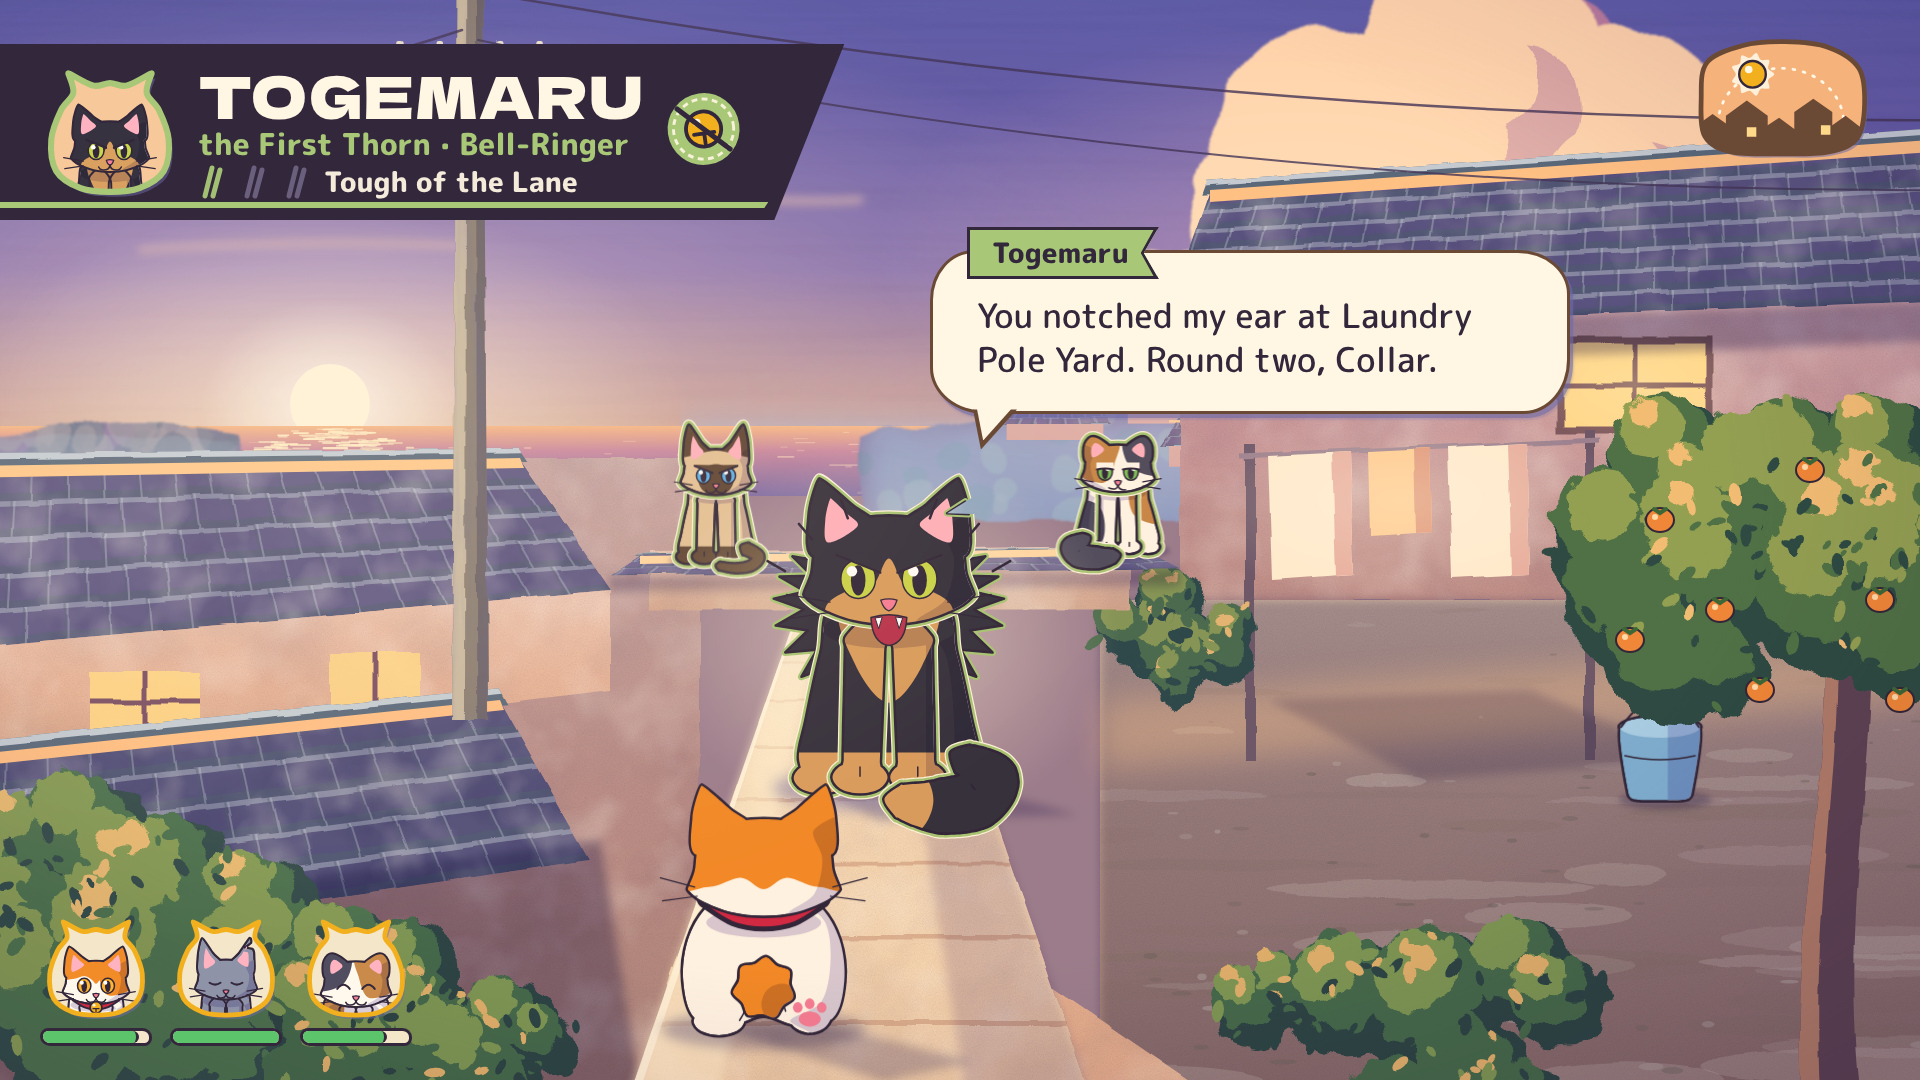 TOGEMARU
the First Thorn · Bell-Ringer
Tough of the Lane
Togemaru
You notched my ear at Laundry
Pole Yard. Round two, Collar.